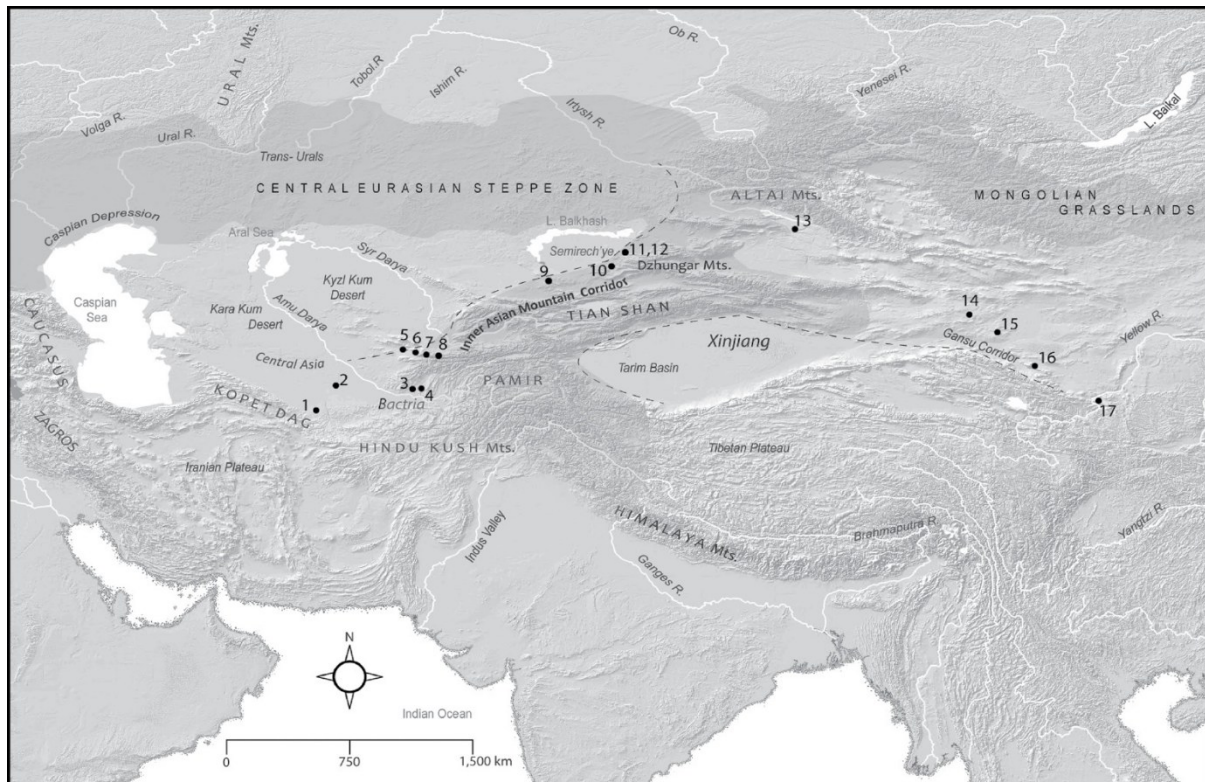 URAL Mts.
Tobol.R
Ishim R.
Ob R.
Yenesei R.
L. Baikal
Volga R.
Ural R.
Trans- Urals
Irtysh R.
CENTRAL EURASIAN STEPPE ZONE
ALTAI Mts.
MONGOLIAN
GRASSLANDS
Caspian Depression
Aral Sea
L. Balkhash
13
Syr Darya
Semirech'ye
11,12
10
Dzhungar Mts.
9
Kyzl Kum
Desert
Caspian
Sea
Kara Kum
Desert
Amu Darya
Inner Asian Mountain Corridor
TIAN SHAN
14
15
Yellow R.
CAUCASUS
5
6
7
8
Xinjiang
Gansu Corridor
16
Central Asia
Tarim Basin
2
3
4
PAMIR
Bactria
17
KOPET DAG
1
ZAGROS
HINDU KUSH Mts.
Iranian Plateau
Tibetan Plateau
Indus Valley
HIMALAYA Mts.
Brahmaputra R.
Yangtzi R.
Ganges R.
N
Indian Ocean
0
750
1,500 km